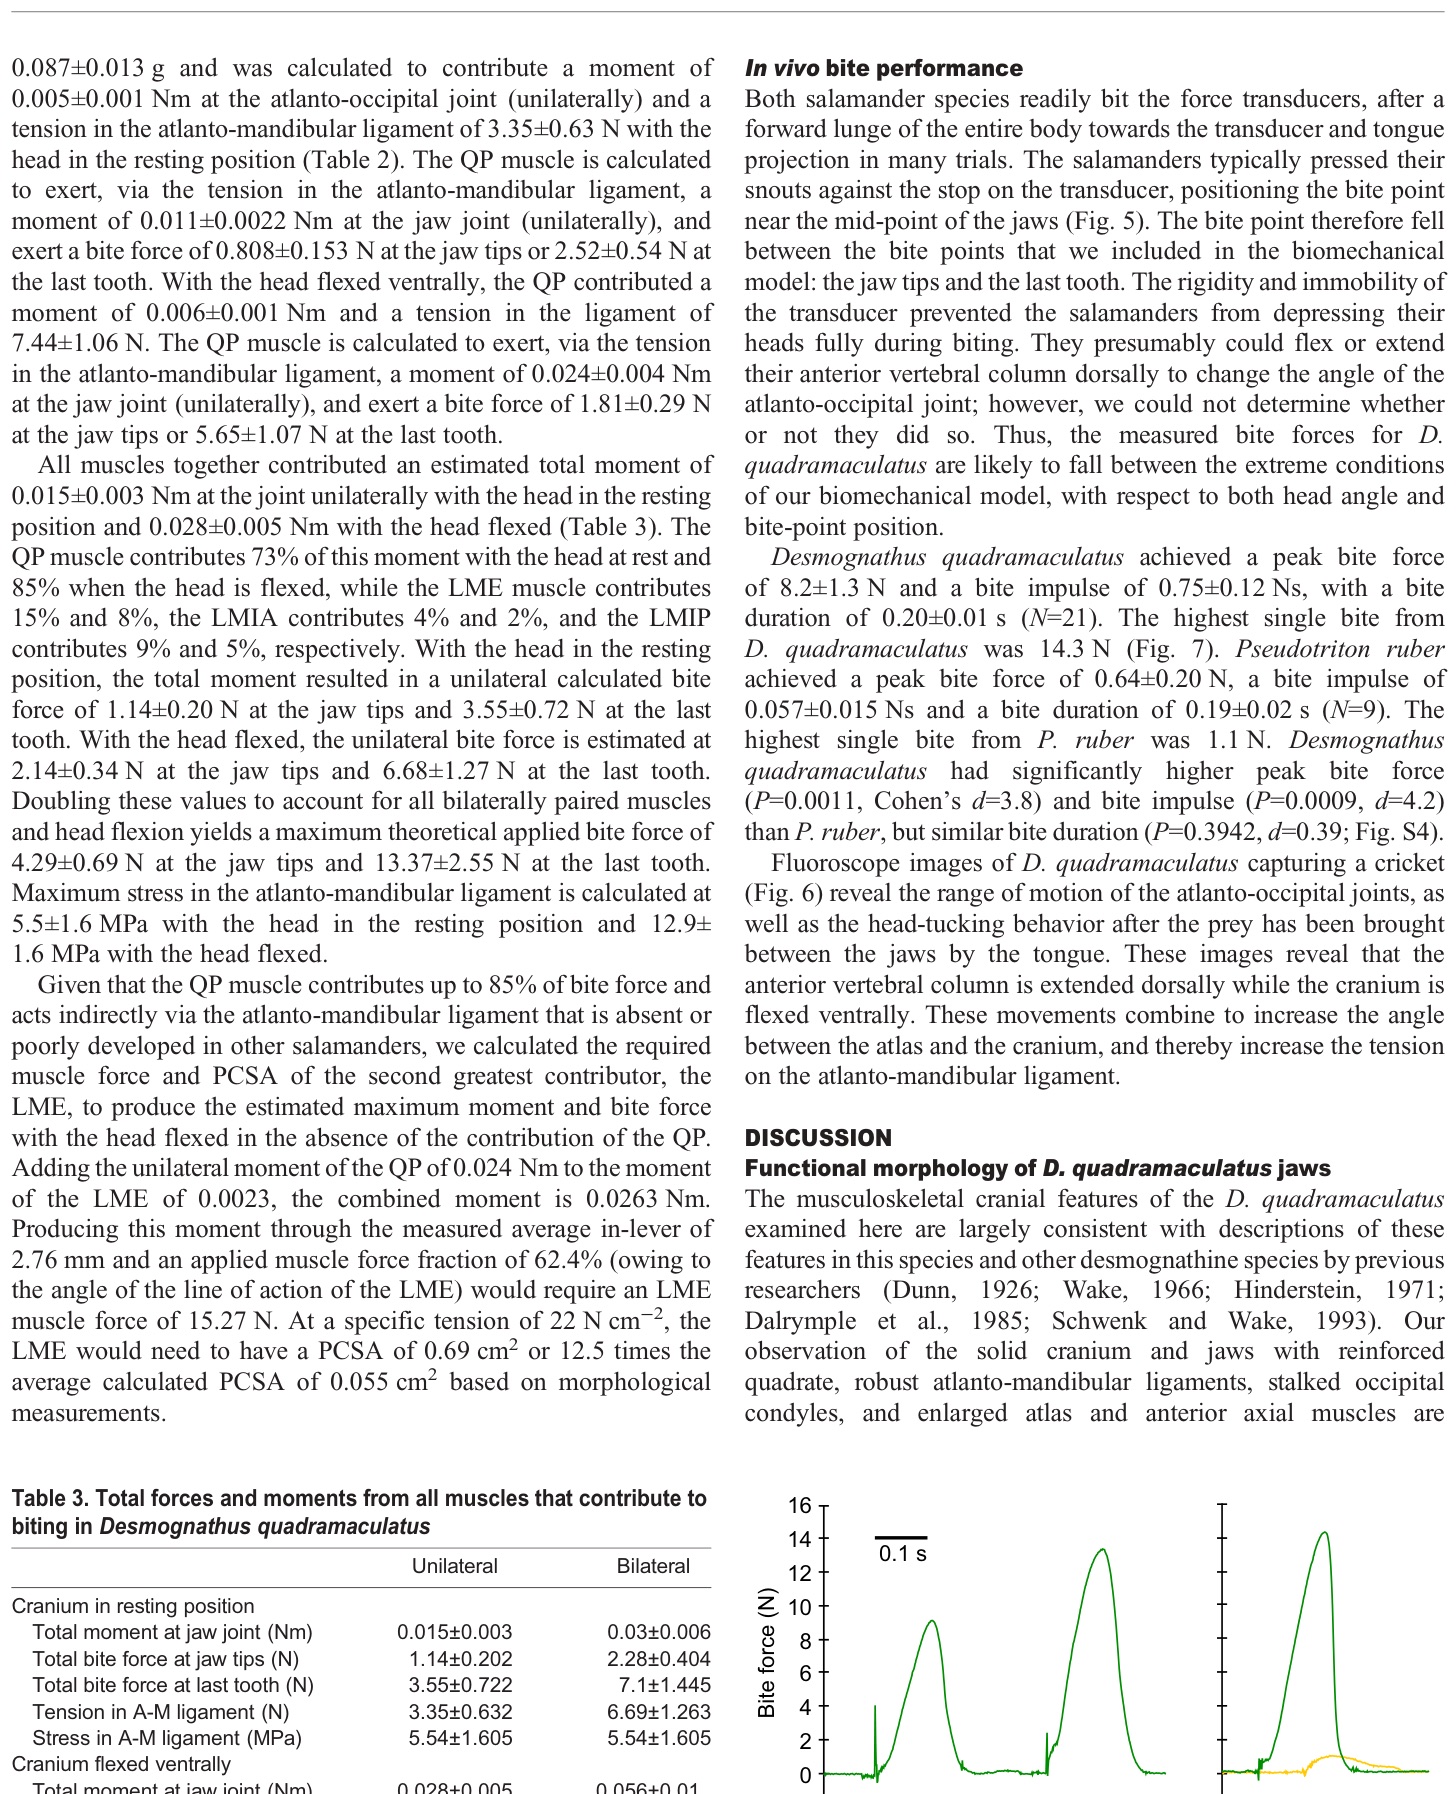 0.087±0.013 g and was calculated to contribute a moment of
0.005±0.001 Nm at the atlanto-occipital joint (unilaterally) and a
tension in the atlanto-mandibular ligament of 3.35±0.63 N with the
head in the resting position (Table 2). The QP muscle is calculated
to exert, via the tension in the atlanto-mandibular ligament, a
moment of 0.011±0.0022 Nm at the jaw joint (unilaterally), and
exert a bite force of 0.808±0.153 N at the jaw tips or 2.52±0.54 N at
the last tooth. With the head flexed ventrally, the QP contributed a
moment of 0.006±0.001 Nm and a tension in the ligament of
7.44±1.06 N. The QP muscle is calculated to exert, via the tension
in the atlanto-mandibular ligament, a moment of 0.024±0.004 Nm
at the jaw joint (unilaterally), and exert a bite force of 1.81±0.29 N
at the jaw tips or 5.65±1.07 N at the last tooth.
All muscles together contributed an estimated total moment of
0.015±0.003 Nm at the joint unilaterally with the head in the resting
position and 0.028±0.005 Nm with the head flexed (Table 3). The
QP muscle contributes 73% of this moment with the head at rest and
85% when the head is flexed, while the LME muscle contributes
15% and 8%, the LMIA contributes 4% and 2%, and the LMIP
contributes 9% and 5%, respectively. With the head in the resting
position, the total moment resulted in a unilateral calculated bite
force of 1.14±0.20 N at the jaw tips and 3.55±0.72 N at the last
tooth. With the head flexed, the unilateral bite force is estimated at
2.14±0.34 N at the jaw tips and 6.68±1.27 N at the last tooth.
Doubling these values to account for all bilaterally paired muscles
and head flexion yields a maximum theoretical applied bite force of
4.29±0.69 N at the jaw tips and 13.37±2.55 N at the last tooth.
Maximum stress in the atlanto-mandibular ligament is calculated at
5.5±1.6 MPa with the head in the resting position and 12.9±
1.6 MPa with the head flexed.
Given that the QP muscle contributes up to 85% of bite force and
acts indirectly via the atlanto-mandibular ligament that is absent or
poorly developed in other salamanders, we calculated the required
muscle force and PCSA of the second greatest contributor, the
LME, to produce the estimated maximum moment and bite force
with the head flexed in the absence of the contribution of the QP.
Adding the unilateral moment of the QP of 0.024 Nm to the moment
of the LME of 0.0023, the combined moment is 0.0263 Nm.
Producing this moment through the measured average in-lever of
2.76 mm and an applied muscle force fraction of 62.4% (owing to
the angle of the line of action of the LME) would require an LME
muscle force of 15.27 N. At a specific tension of 22 N cm⁻², the
LME would need to have a PCSA of 0.69 cm² or 12.5 times the
average calculated PCSA of 0.055 cm² based on morphological
measurements.
Table 3. Total forces and moments from all muscles that contribute to
biting in Desmognathus quadramaculatus
Unilateral Bilateral
Cranium in resting position
Total moment at jaw joint (Nm) 0.015±0.003 0.03±0.006
Total bite force at jaw tips (N) 1.14±0.202 2.28±0.404
Total bite force at last tooth (N) 3.55±0.722 7.1±1.445
Tension in A-M ligament (N) 3.35±0.632 6.69±1.263
Stress in A-M ligament (MPa) 5.54±1.605 5.54±1.605
Cranium flexed ventrally
Total moment at jaw joint (Nm) 0.028±0.005 0.056±0.01
In vivo bite performance
Both salamander species readily bit the force transducers, after a
forward lunge of the entire body towards the transducer and tongue
projection in many trials. The salamanders typically pressed their
snouts against the stop on the transducer, positioning the bite point
near the mid-point of the jaws (Fig. 5). The bite point therefore fell
between the bite points that we included in the biomechanical
model: the jaw tips and the last tooth. The rigidity and immobility of
the transducer prevented the salamanders from depressing their
heads fully during biting. They presumably could flex or extend
their anterior vertebral column dorsally to change the angle of the
atlanto-occipital joint; however, we could not determine whether
or not they did so. Thus, the measured bite forces for D.
quadramaculatus are likely to fall between the extreme conditions
of our biomechanical model, with respect to both head angle and
bite-point position.
Desmognathus quadramaculatus achieved a peak bite force
of 8.2±1.3 N and a bite impulse of 0.75±0.12 Ns, with a bite
duration of 0.20±0.01 s (N=21). The highest single bite from
D. quadramaculatus was 14.3 N (Fig. 7). Pseudotriton ruber
achieved a peak bite force of 0.64±0.20 N, a bite impulse of
0.057±0.015 Ns and a bite duration of 0.19±0.02 s (N=9). The
highest single bite from P. ruber was 1.1 N. Desmognathus
quadramaculatus had significantly higher peak bite force
(P=0.0011, Cohen's d=3.8) and bite impulse (P=0.0009, d=4.2)
than P. ruber, but similar bite duration (P=0.3942, d=0.39; Fig. S4).
Fluoroscope images of D. quadramaculatus capturing a cricket
(Fig. 6) reveal the range of motion of the atlanto-occipital joints, as
well as the head-tucking behavior after the prey has been brought
between the jaws by the tongue. These images reveal that the
anterior vertebral column is extended dorsally while the cranium is
flexed ventrally. These movements combine to increase the angle
between the atlas and the cranium, and thereby increase the tension
on the atlanto-mandibular ligament.
DISCUSSION
Functional morphology of D. quadramaculatus jaws
The musculoskeletal cranial features of the D. quadramaculatus
examined here are largely consistent with descriptions of these
features in this species and other desmognathine species by previous
researchers (Dunn, 1926; Wake, 1966; Hinderstein, 1971;
Dalrymple et al., 1985; Schwenk and Wake, 1993). Our
observation of the solid cranium and jaws with reinforced
quadrate, robust atlanto-mandibular ligaments, stalked occipital
condyles, and enlarged atlas and anterior axial muscles are
16
14
12
10
8
6
4
2
0
Bite force (N)
0.1 s